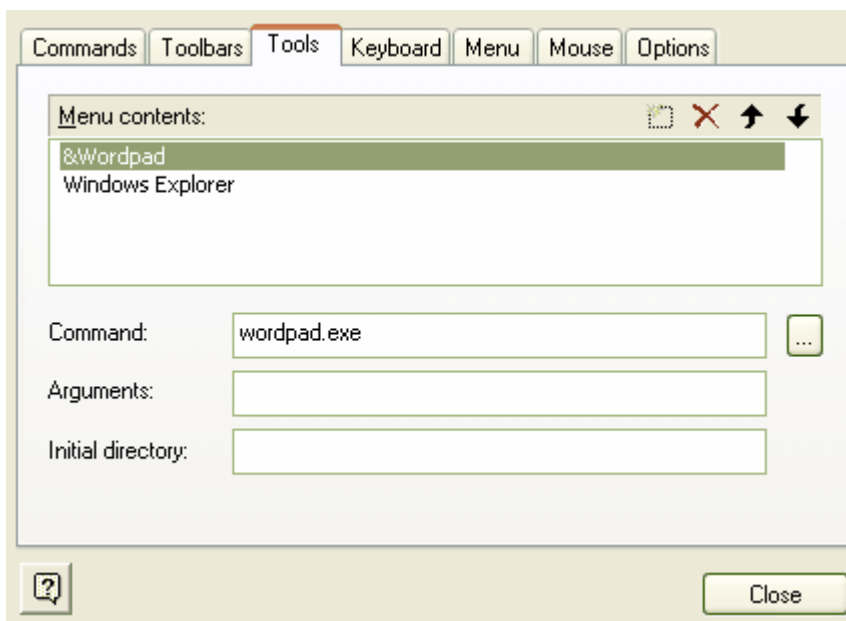 Commands Toolbars Tools Keyboard Menu Mouse Options
Menu contents:
&Wordpad
Windows Explorer
Command: wordpad.exe ...
Arguments:
Initial directory:
? Close